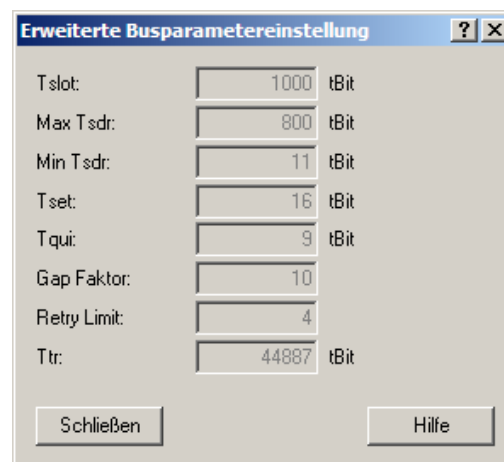 Erweiterte Busparametereinstellung
Tslot: 1000 tBit
Max Tsdr: 800 tBit
Min Tsdr: 11 tBit
Tset: 16 tBit
Tqui: 9 tBit
Gap Faktor: 10
Retry Limit: 4
Ttr: 44887 tBit
Schließen Hilfe